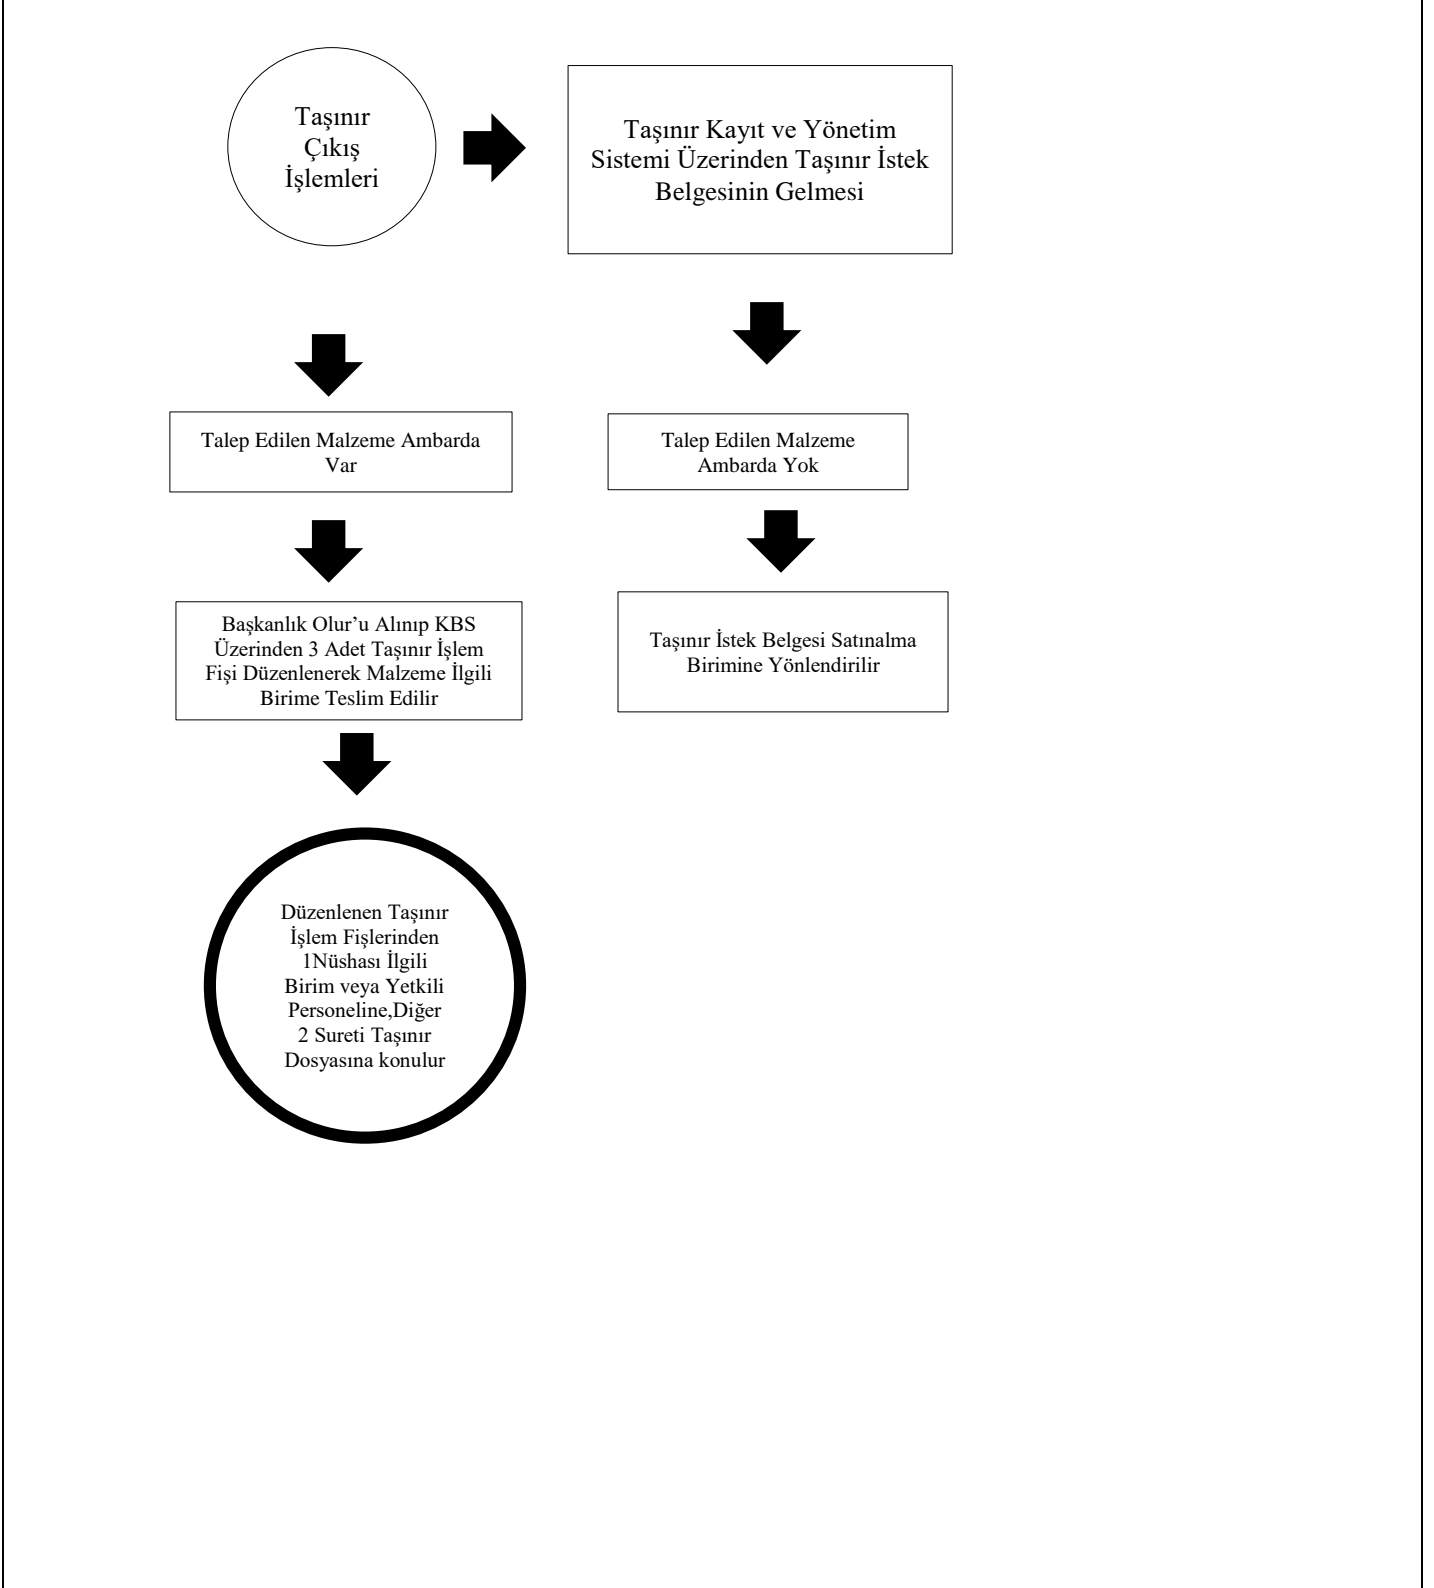 Taşınır
Çıkış
İşlemleri
Taşınır Kayıt ve Yönetim
Sistemi Üzerinden Taşınır İstek
Belgesinin Gelmesi
Talep Edilen Malzeme Ambarda
Var
Talep Edilen Malzeme
Ambarda Yok
Başkanlık Olur’u Alınıp KBS
Üzerinden 3 Adet Taşınır İşlem
Fişi Düzenlenerek Malzeme İlgili
Birime Teslim Edilir
Taşınır İstek Belgesi Satınalma
Birimine Yönlendirilir
Düzenlenen Taşınır
İşlem Fişlerinden
1Nüshası İlgili
Birim veya Yetkili
Personeline,Diğer
2 Sureti Taşınır
Dosyasına konulur